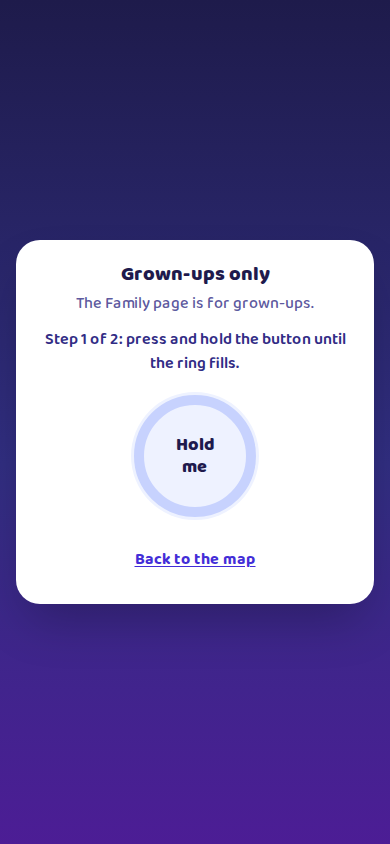 Grown-ups only
The Family page is for grown-ups.
Step 1 of 2: press and hold the button until
the ring fills.
Hold
me
Back to the map